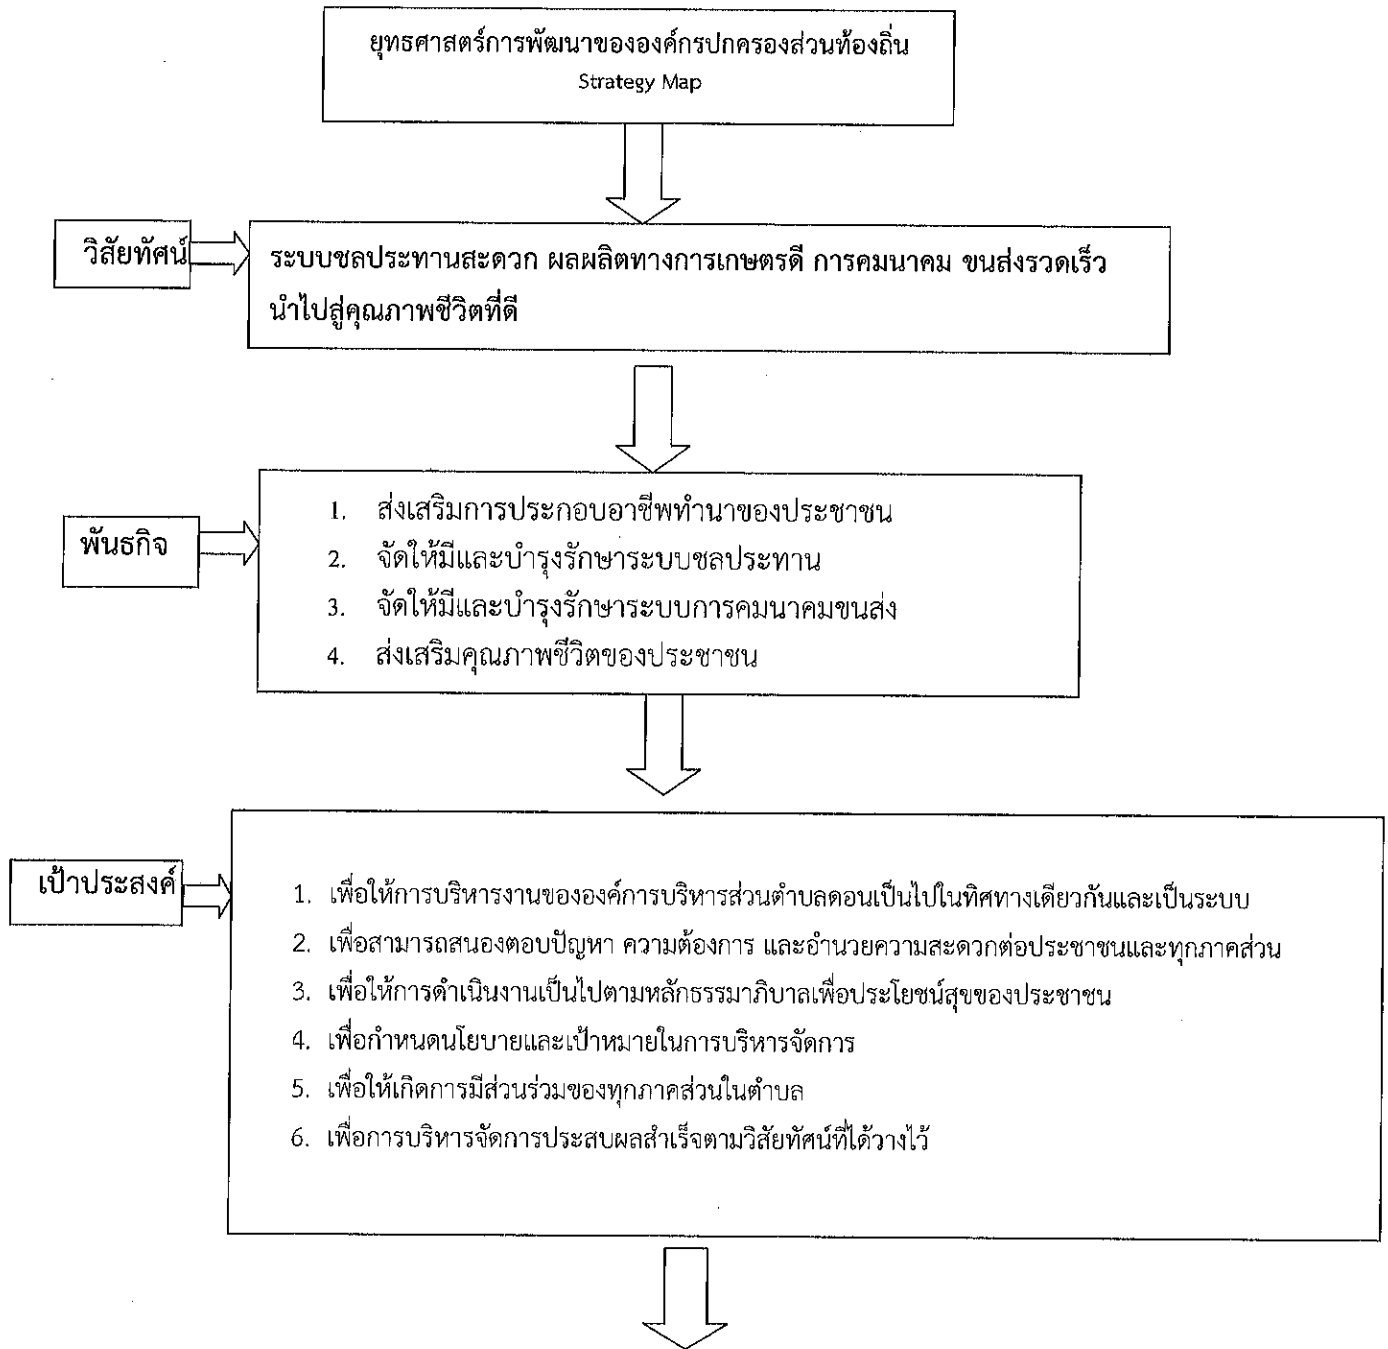 ยุทธศาสตร์การพัฒนาขององค์กรปกครองส่วนท้องถิ่น
Strategy Map
วิสัยทัศน์
ระบบชลประทานสะดวก ผลผลิตทางการเกษตรดี การคมนาคม ขนส่งรวดเร็ว
นำไปสู่คุณภาพชีวิตที่ดี
พันธกิจ
1. ส่งเสริมการประกอบอาชีพทำนาของประชาชน
2. จัดให้มีและบำรุงรักษาระบบชลประทาน
3. จัดให้มีและบำรุงรักษาระบบการคมนาคมขนส่ง
4. ส่งเสริมคุณภาพชีวิตของประชาชน
เป้าประสงค์
1. เพื่อให้การบริหารงานขององค์การบริหารส่วนตำบลดอนเป็นไปในทิศทางเดียวกันและเป็นระบบ
2. เพื่อสามารถสนองตอบปัญหา ความต้องการ และอำนวยความสะดวกต่อประชาชนและทุกภาคส่วน
3. เพื่อให้การดำเนินงานเป็นไปตามหลักธรรมาภิบาลเพื่อประโยชน์สุขของประชาชน
4. เพื่อกำหนดนโยบายและเป้าหมายในการบริหารจัดการ
5. เพื่อให้เกิดการมีส่วนร่วมของทุกภาคส่วนในตำบล
6. เพื่อการบริหารจัดการประสบผลสำเร็จตามวิสัยทัศน์ที่ได้วางไว้